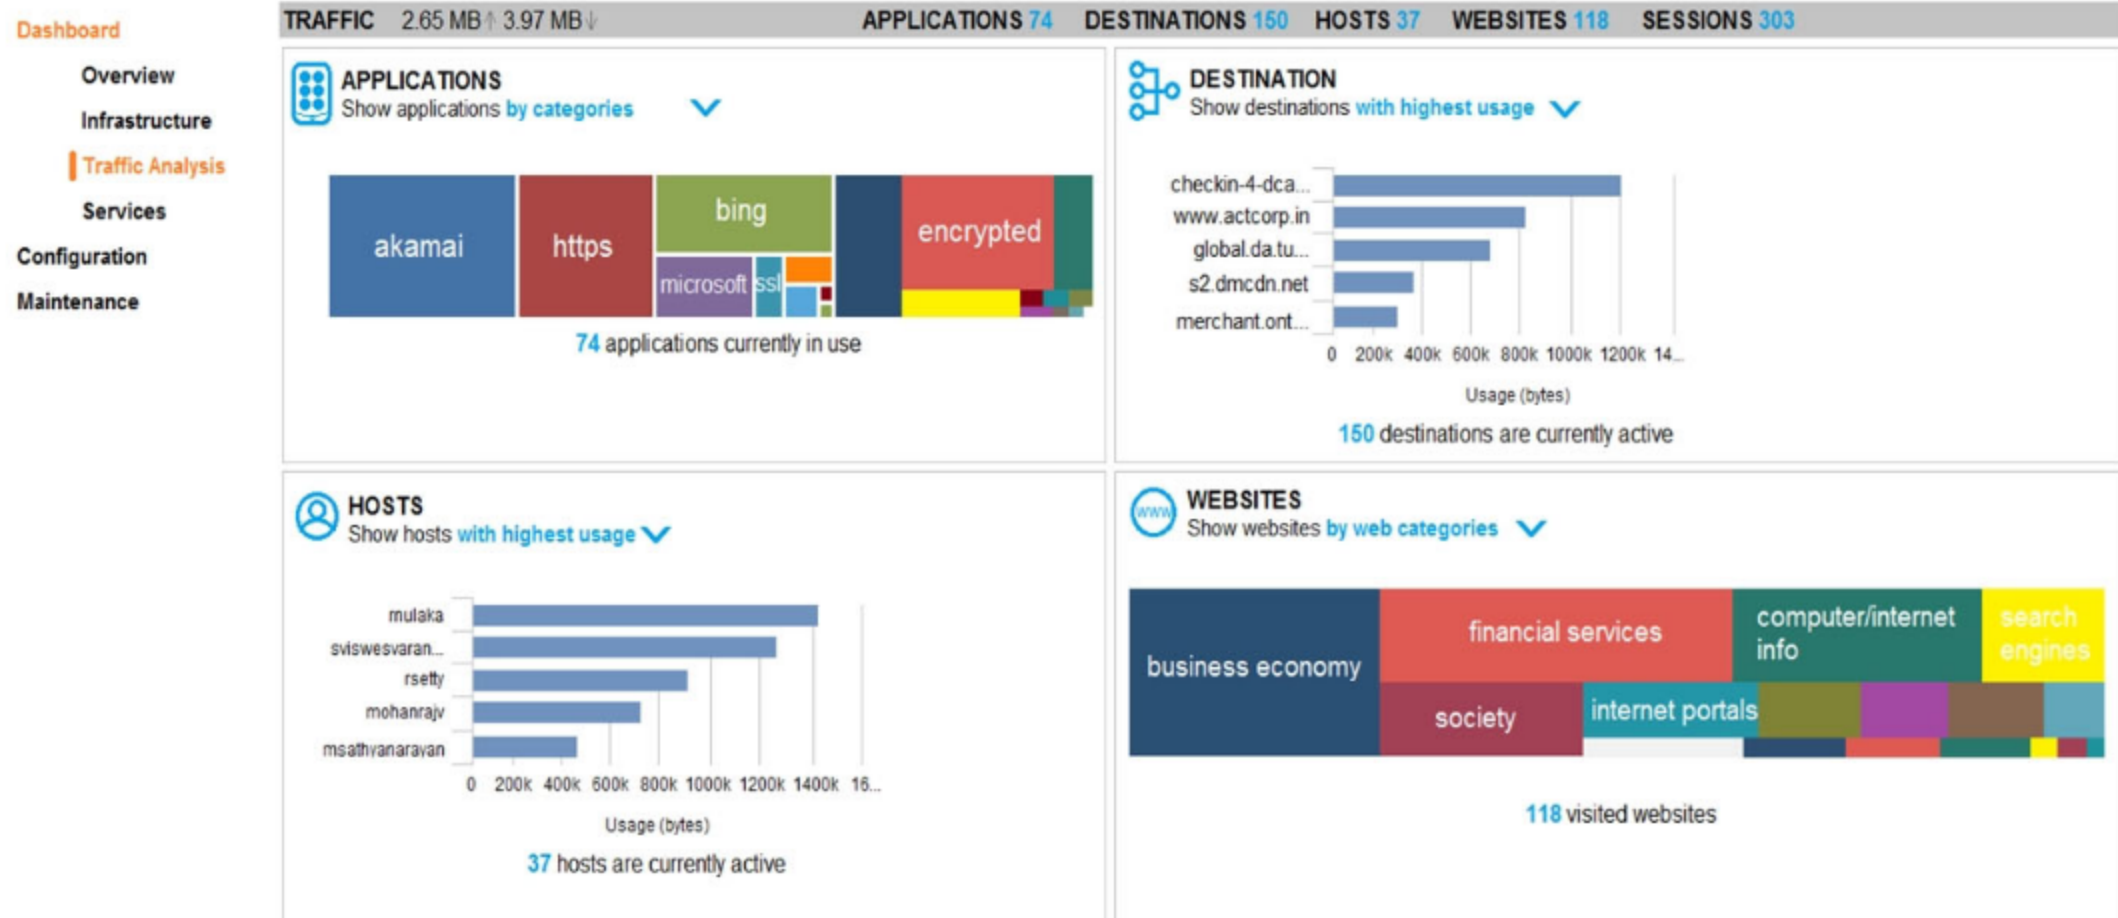 Dashboard
Overview
Infrastructure
Traffic Analysis
Services
Configuration
Maintenance
TRAFFIC 2.65 MB↑ 3.97 MB↓ APPLICATIONS 74 DESTINATIONS 150 HOSTS 37 WEBSITES 118 SESSIONS 303
APPLICATIONS
Show applications by categories
akamai
https
bing
microsoft
ssl
encrypted
74 applications currently in use
DESTINATION
Show destinations with highest usage
checkin-4-dca...
www.actcorp.in
global.da.tu...
s2.dmcdn.net
merchant.ont...
0 200k 400k 600k 800k 1000k 1200k 14...
Usage (bytes)
150 destinations are currently active
HOSTS
Show hosts with highest usage
mulaka
sviswesvaran...
rsetty
mohanrajv
msathyanarayan
0 200k 400k 600k 800k 1000k 1200k 1400k 16...
Usage (bytes)
37 hosts are currently active
WWW
WEBSITES
Show websites by web categories
business economy
financial services
computer/internet
info
search
engines
society
internet portals
118 visited websites